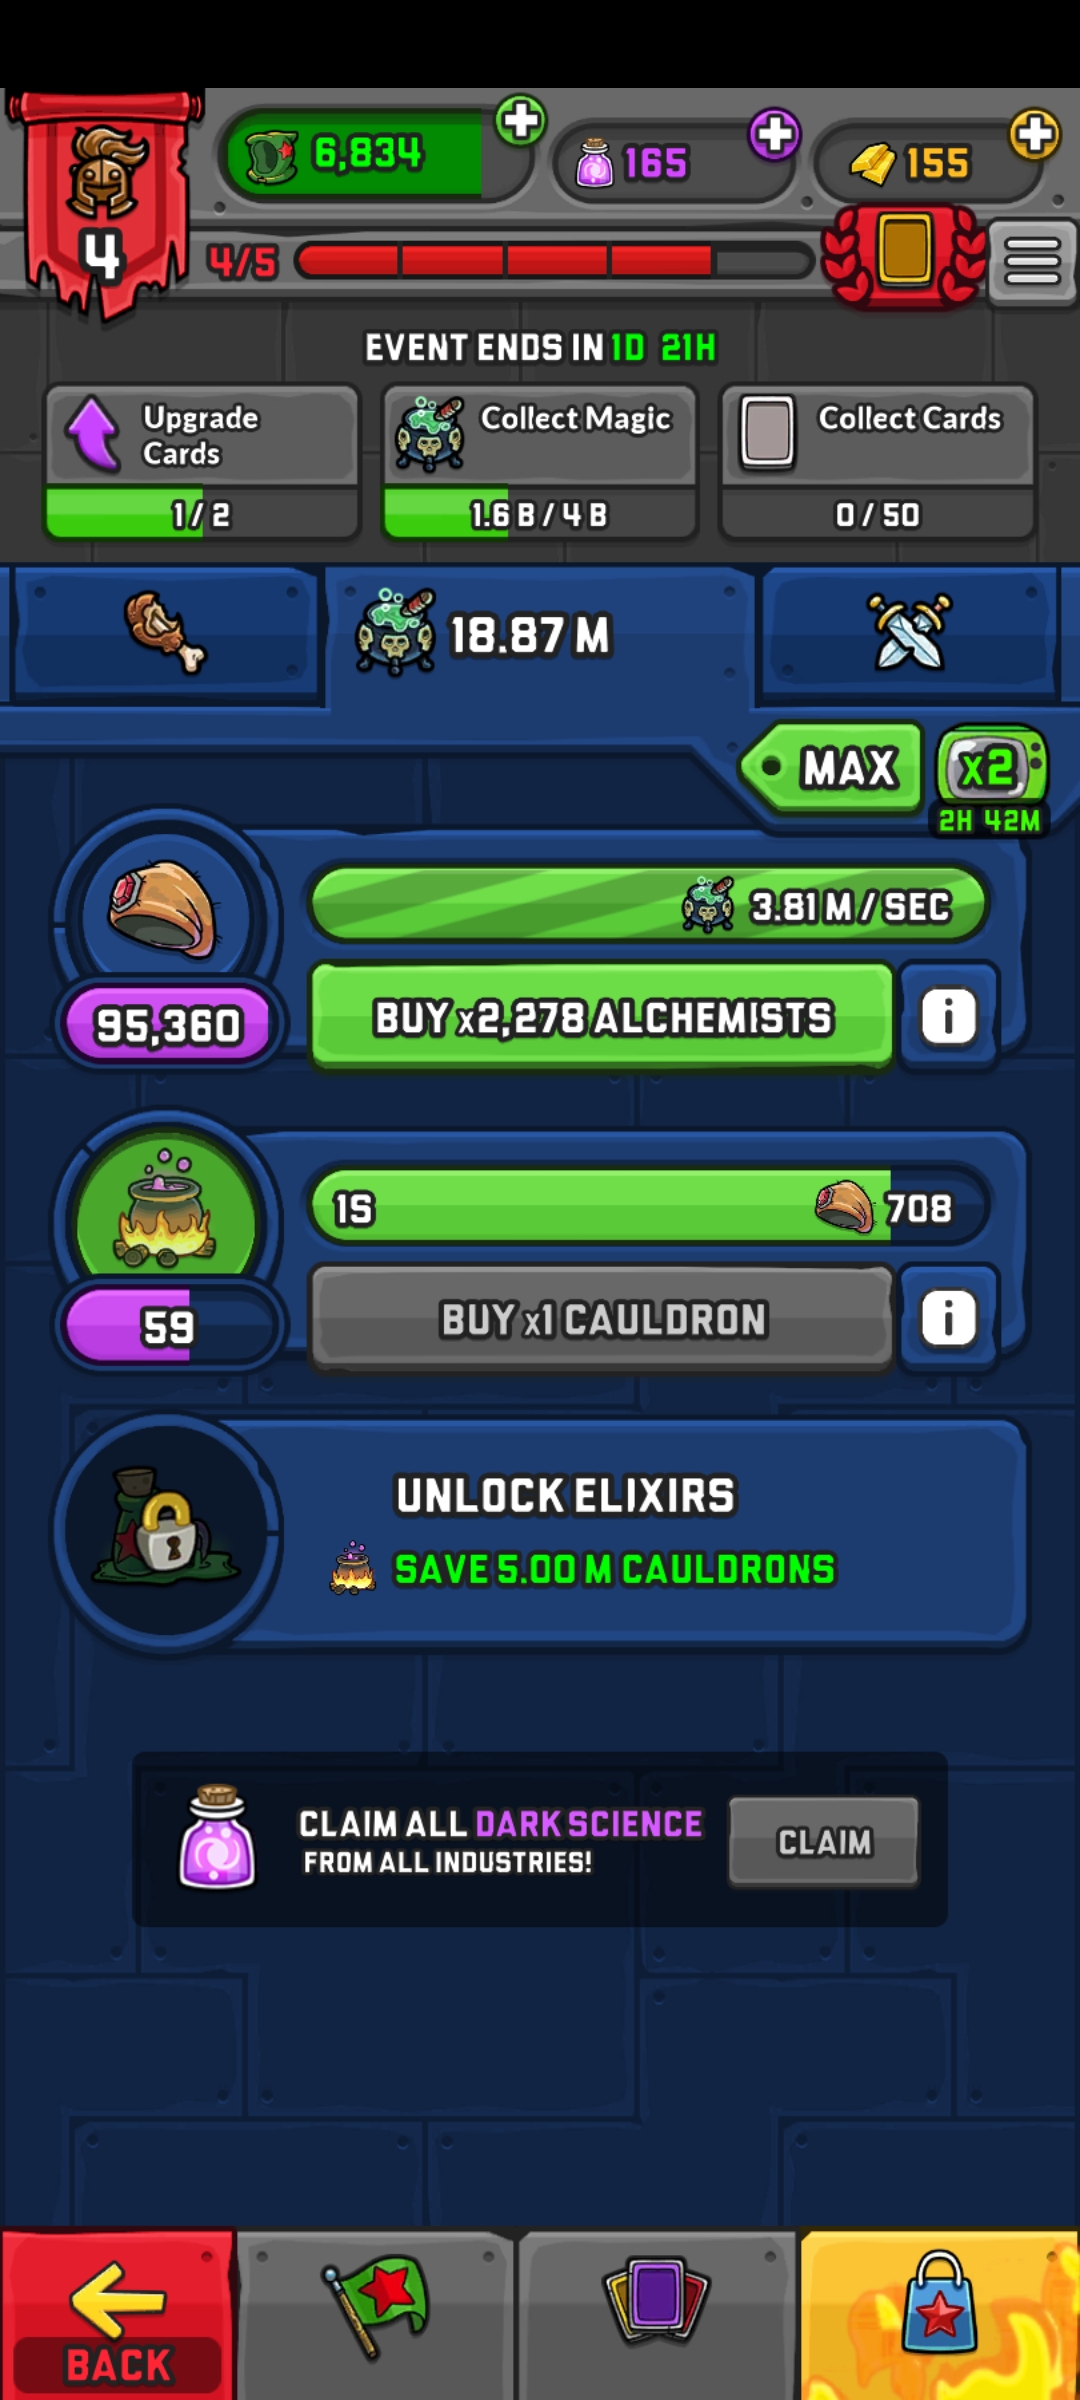 6,834
165
155
4
4/5
EVENT ENDS IN 1D 21H
Upgrade
Cards
1/2
Collect Magic
1.6 B / 4 B
Collect Cards
0 / 50
18.87 M
MAX
x2
2H 42M
3.81 M / SEC
95,360
BUY x2,278 ALCHEMISTS
i
1S
708
59
BUY x1 CAULDRON
i
UNLOCK ELIXIRS
SAVE 5.00 M CAULDRONS
CLAIM ALL DARK SCIENCE
FROM ALL INDUSTRIES!
CLAIM
BACK